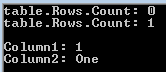 table.Rows.Count: 0
table.Rows.Count: 1
Column1: 1
Column2: One